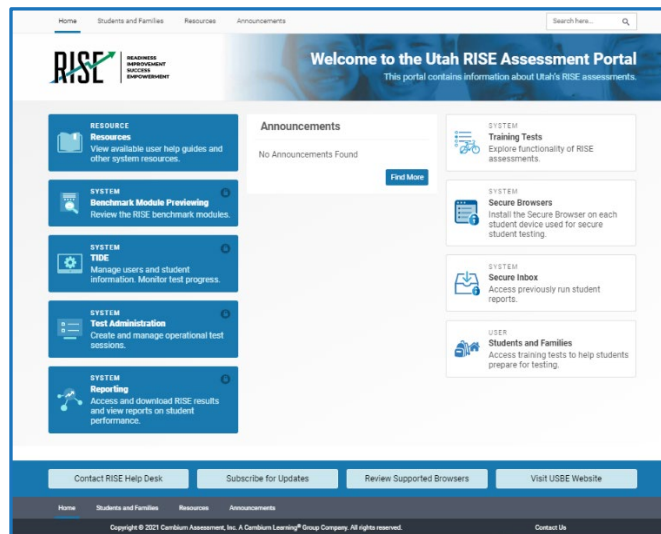 Home Students and Families Resources Announcements
Search here...
RISE
READINESS
IMPROVEMENT
SUCCESS
EMPOWERMENT
Welcome to the Utah RISE Assessment Portal
This portal contains information about Utah's RISE assessments.
RESOURCE
Resources
View available user help guides and
other system resources.
SYSTEM
Benchmark Module Previewing
Review the RISE benchmark modules.
SYSTEM
TIDE
Manage users and student
information. Monitor test progress.
SYSTEM
Test Administration
Create and manage operational test
sessions.
SYSTEM
Reporting
Access and download RISE results
and view reports on student
performance.
Announcements
No Announcements Found
Find More
SYSTEM
Training Tests
Explore functionality of RISE
assessments.
SYSTEM
Secure Browsers
Install the Secure Browser on each
student device used for secure
student testing.
SYSTEM
Secure Inbox
Access previously run student
reports.
USER
Students and Families
Access training tests to help students
prepare for testing.
Contact RISE Help Desk Subscribe for Updates Review Supported Browsers Visit USBE Website
Home Students and Families Resources Announcements
Copyright © 2021 Cambium Assessment, Inc. A Cambium Learning® Group Company. All rights reserved. Contact Us